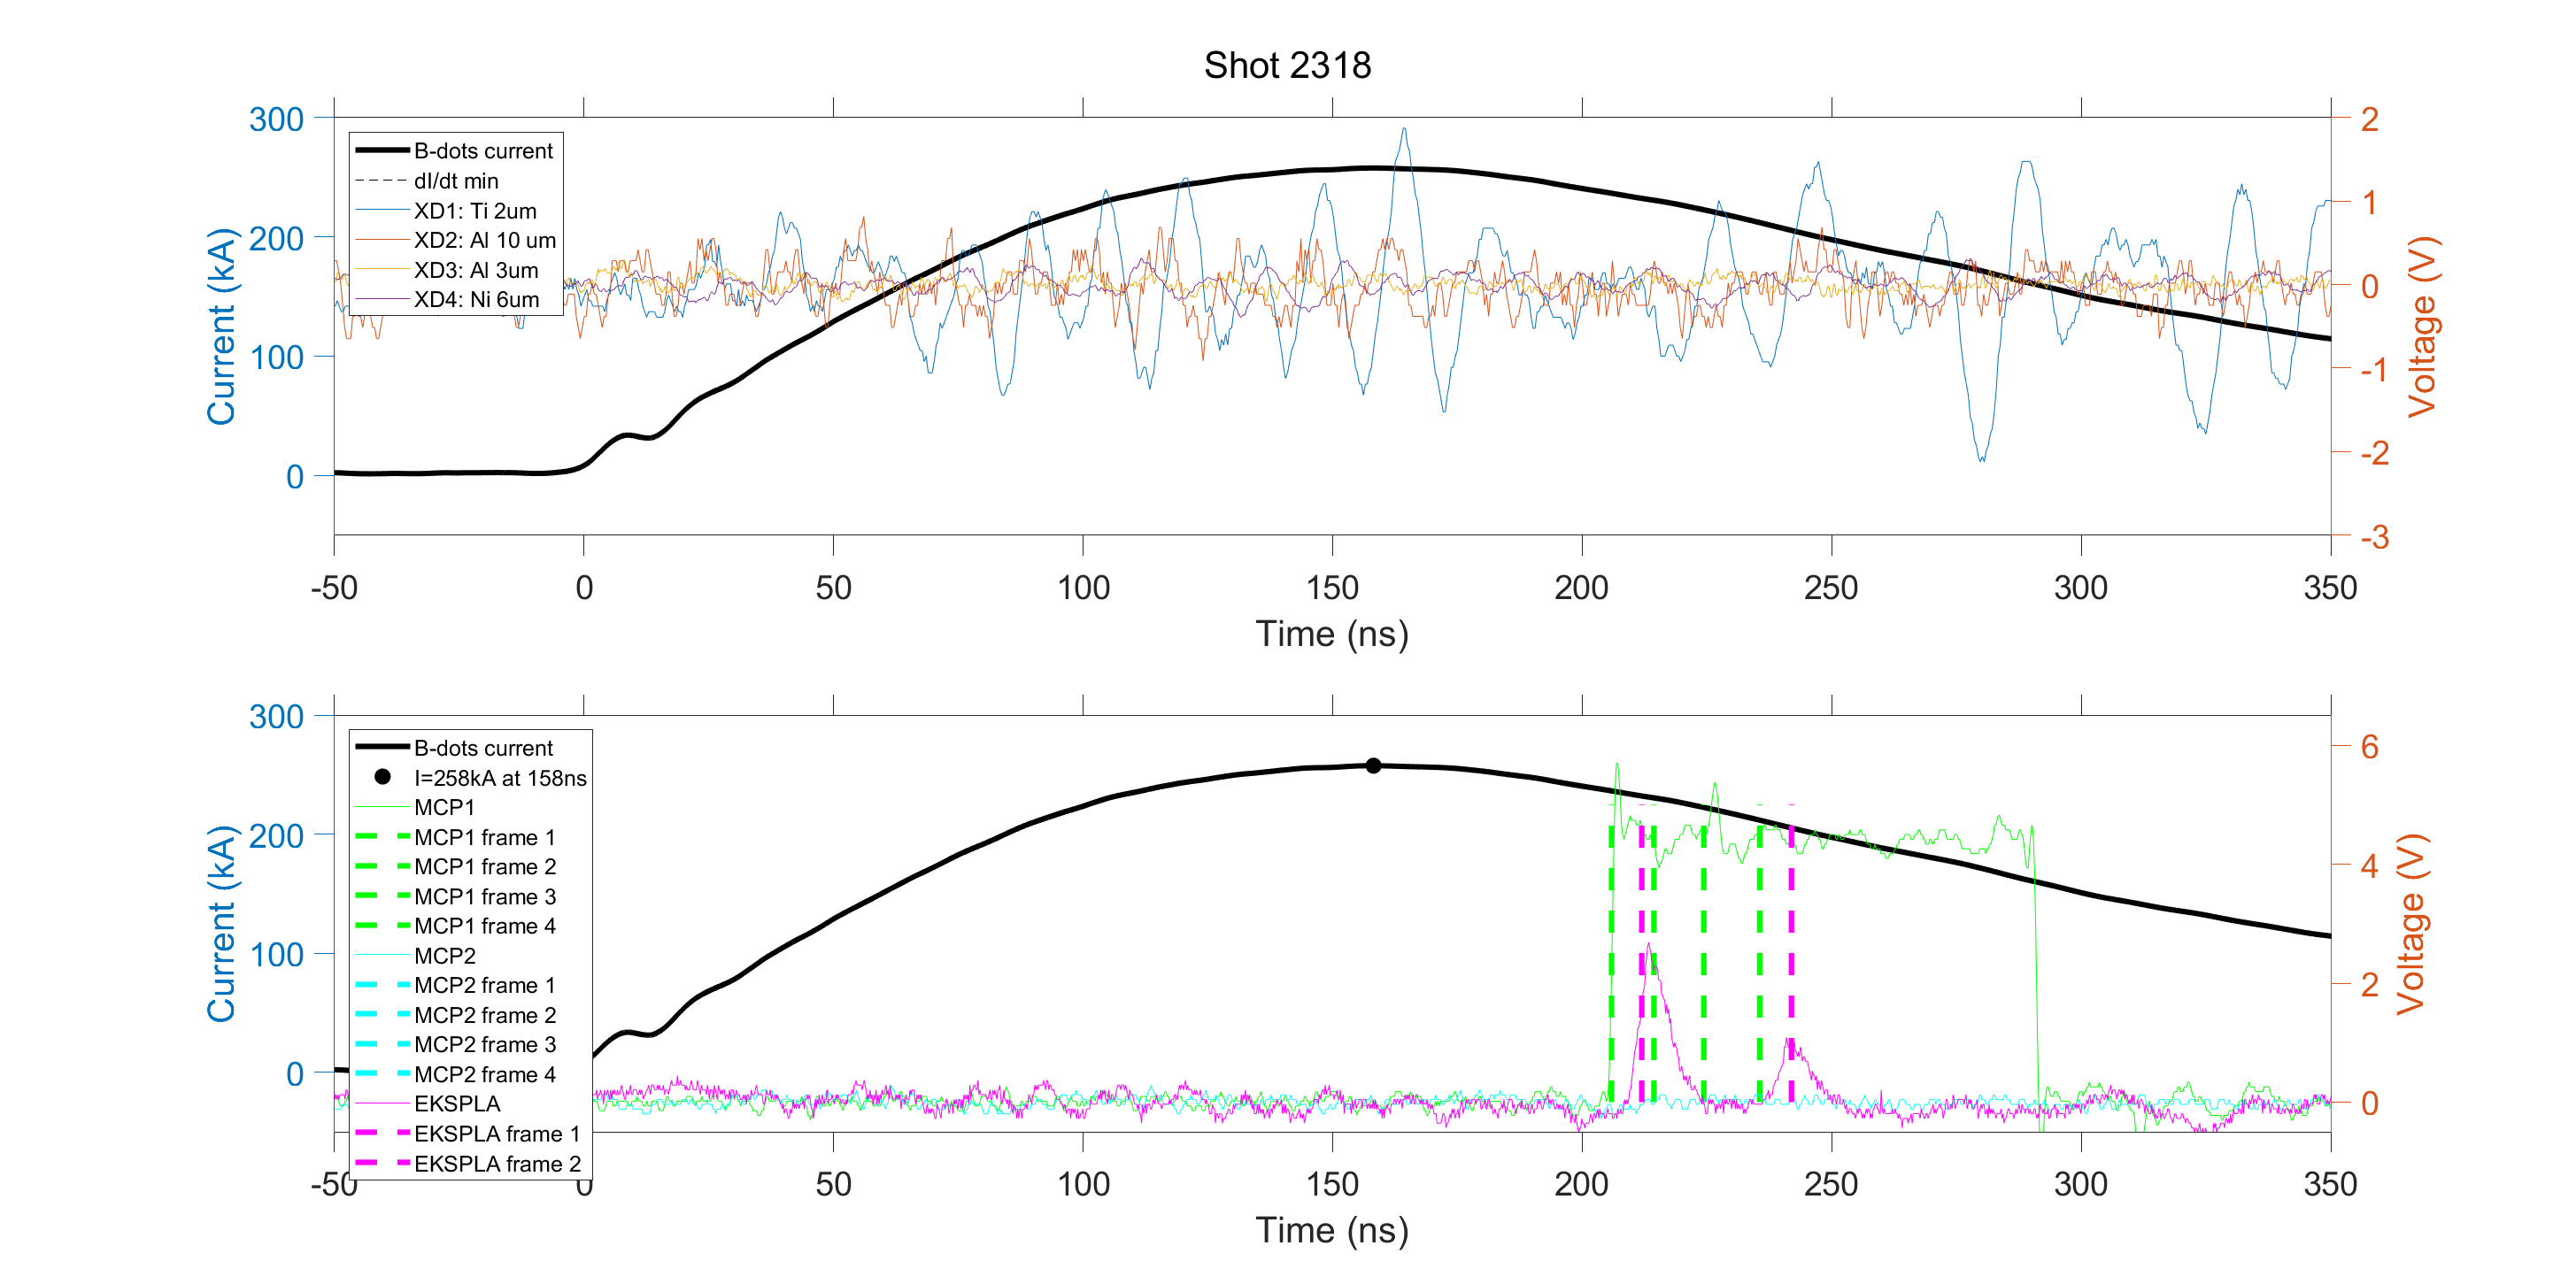 Shot 2318
300
200
100
0
Current (kA)
B-dots current
dI/dt min
XD1: Ti 2um
XD2: Al 10 um
XD3: Al 3um
XD4: Ni 6um
2
1
0
-1
-2
-3
Voltage (V)
-50 0 50 100 150 200 250 300 350
Time (ns)
300
200
100
0
Current (kA)
B-dots current
I=258kA at 158ns
MCP1
MCP1 frame 1
MCP1 frame 2
MCP1 frame 3
MCP1 frame 4
MCP2
MCP2 frame 1
MCP2 frame 2
MCP2 frame 3
MCP2 frame 4
EKSPLA
EKSPLA frame 1
EKSPLA frame 2
6
4
2
0
Voltage (V)
-50 0 50 100 150 200 250 300 350
Time (ns)